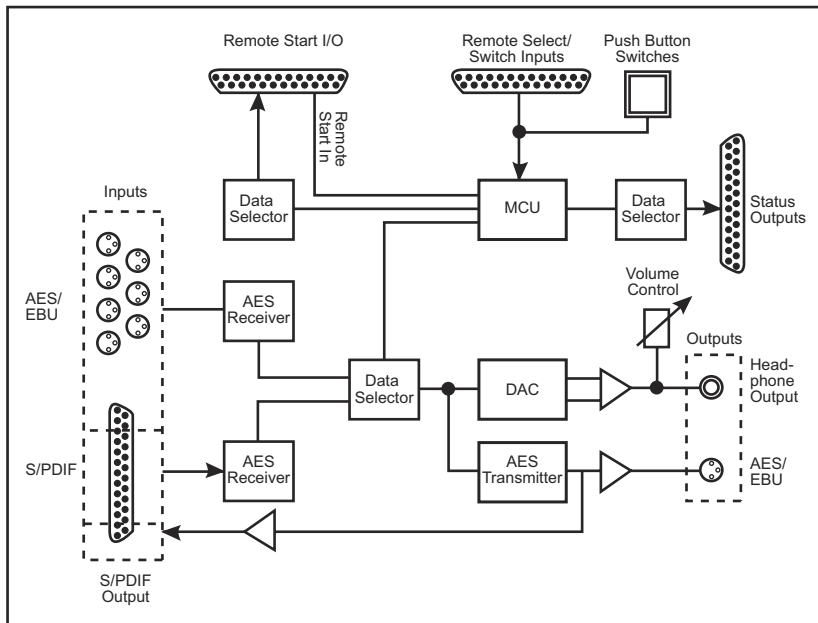 Remote Start I/O
Remote Select/
Switch Inputs
Push Button
Switches
Remote
Start In
Inputs
Data
Selector
MCU
Data
Selector
Status
Outputs
AES/
EBU
AES
Receiver
Volume
Control
Outputs
Data
Selector
DAC
Head-
phone
Output
S/PDIF
AES
Receiver
AES
Transmitter
AES/
EBU
S/PDIF
Output